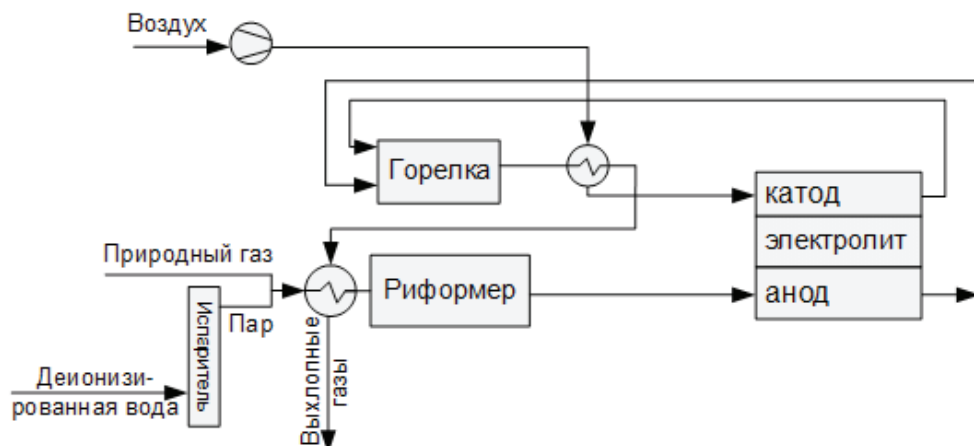 Воздух
Горелка
катод
электролит
анод
Природный газ
Риформер
Испаритель
Пар
Деионизи-
рованная вода
Выхлопные
газы